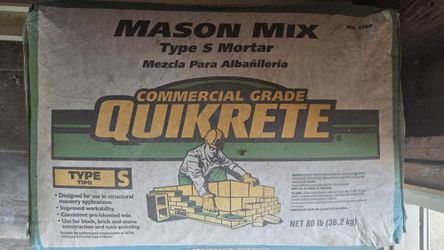 MASON MIX
Type S Mortar
Mezcla Para Albañilería
COMMERCIAL GRADE
QUIKRETE®
TYPE
TIPO
S
• Designed for use in structural
masonry applications
• Improved workability
• Consistent pre-blended mix
• Use for block, brick and stone
construction and tuck-pointing
NET 80 lb (36.2 kg)